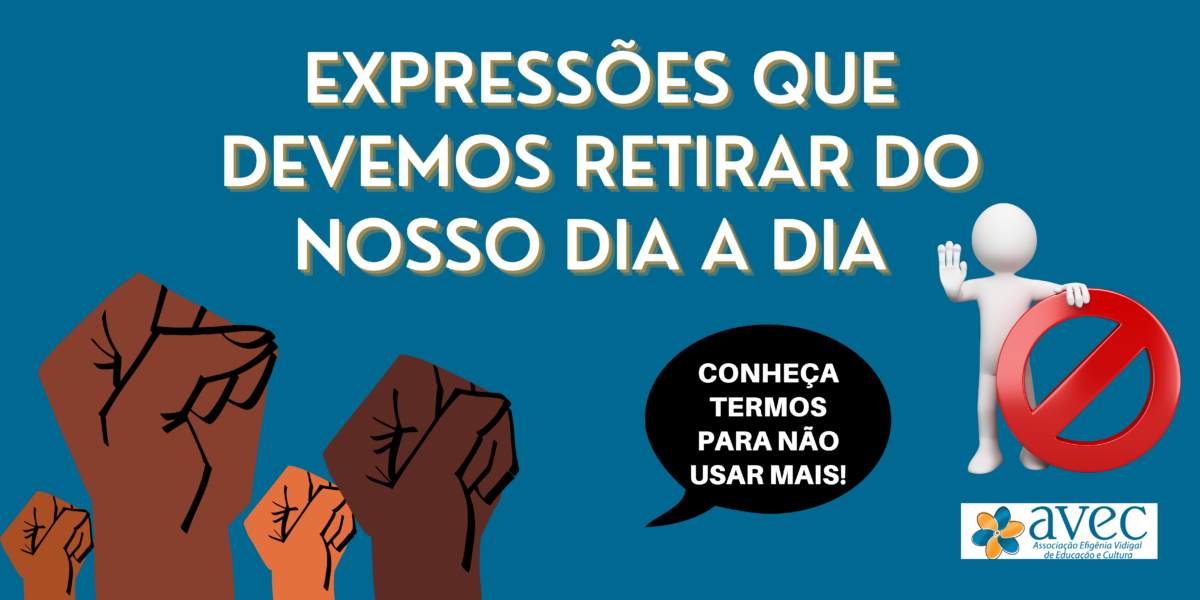 EXPRESSÕES QUE
DEVEMOS RETIRAR DO
NOSSO DIA A DIA
CONHEÇA
TERMOS
PARA NÃO
USAR MAIS!
avec
Associação Efigênia Vidigal
de Educação e Cultura